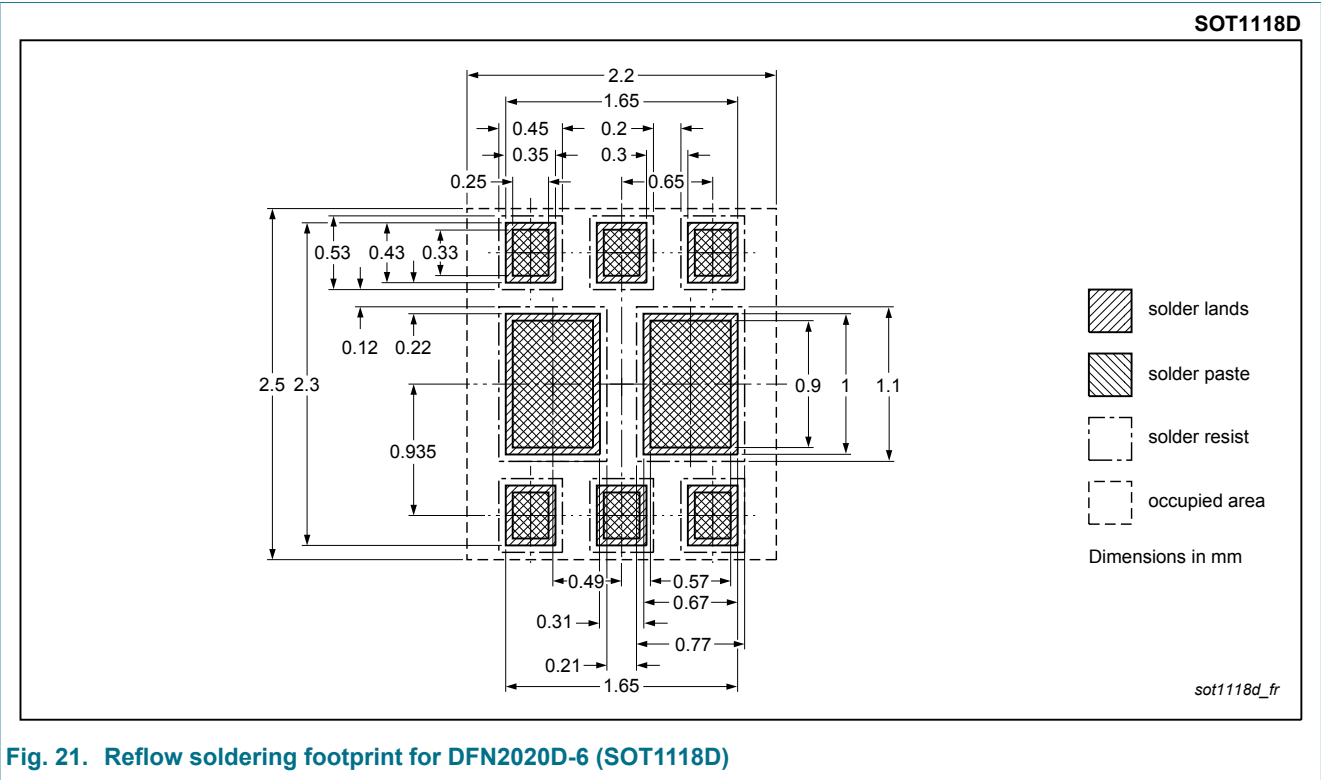 SOT1118D
2.2
1.65
0.45 0.2
0.35 0.3
0.25 0.65
0.53 0.43 0.33
solder lands
0.12 0.22
solder paste
2.5 2.3 0.9 1 1.1
solder resist
0.935
occupied area
Dimensions in mm
0.49 0.57
0.67
0.31
0.77
0.21
1.65
sot1118d_fr
Fig. 21. Reflow soldering footprint for DFN2020D-6 (SOT1118D)